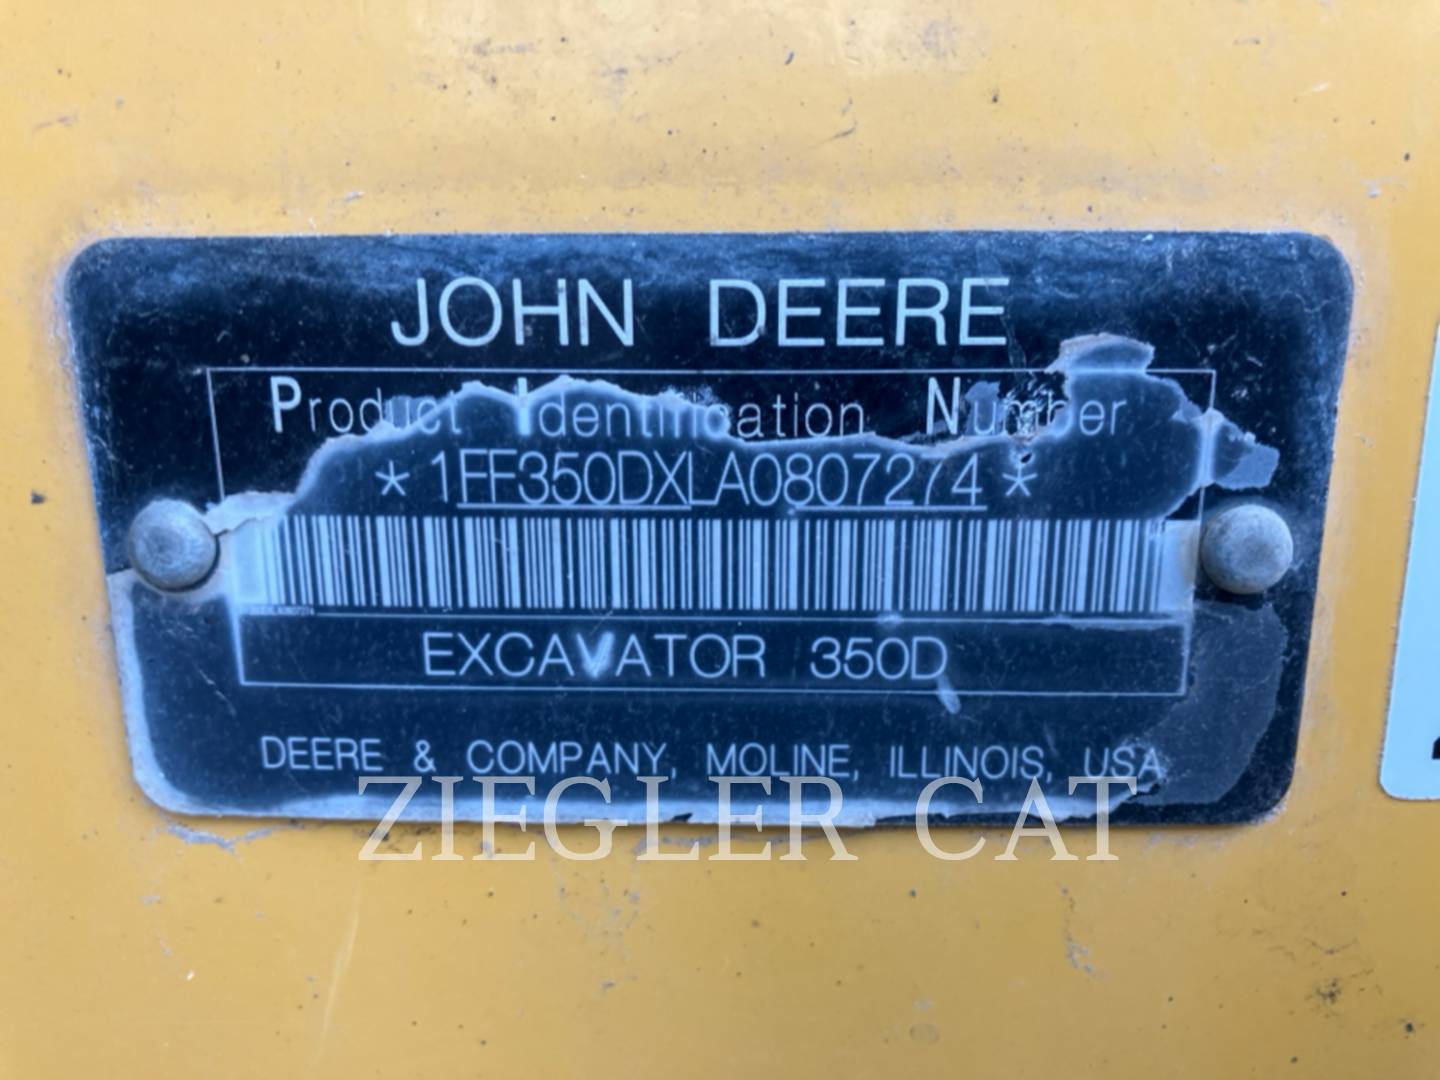 JOHN DEERE
Product Identification Number
* 1FF350DXLA0807274 *
EXCAVATOR 350D
DEERE & COMPANY, MOLINE, ILLINOIS, USA
ZIEGLER CAT